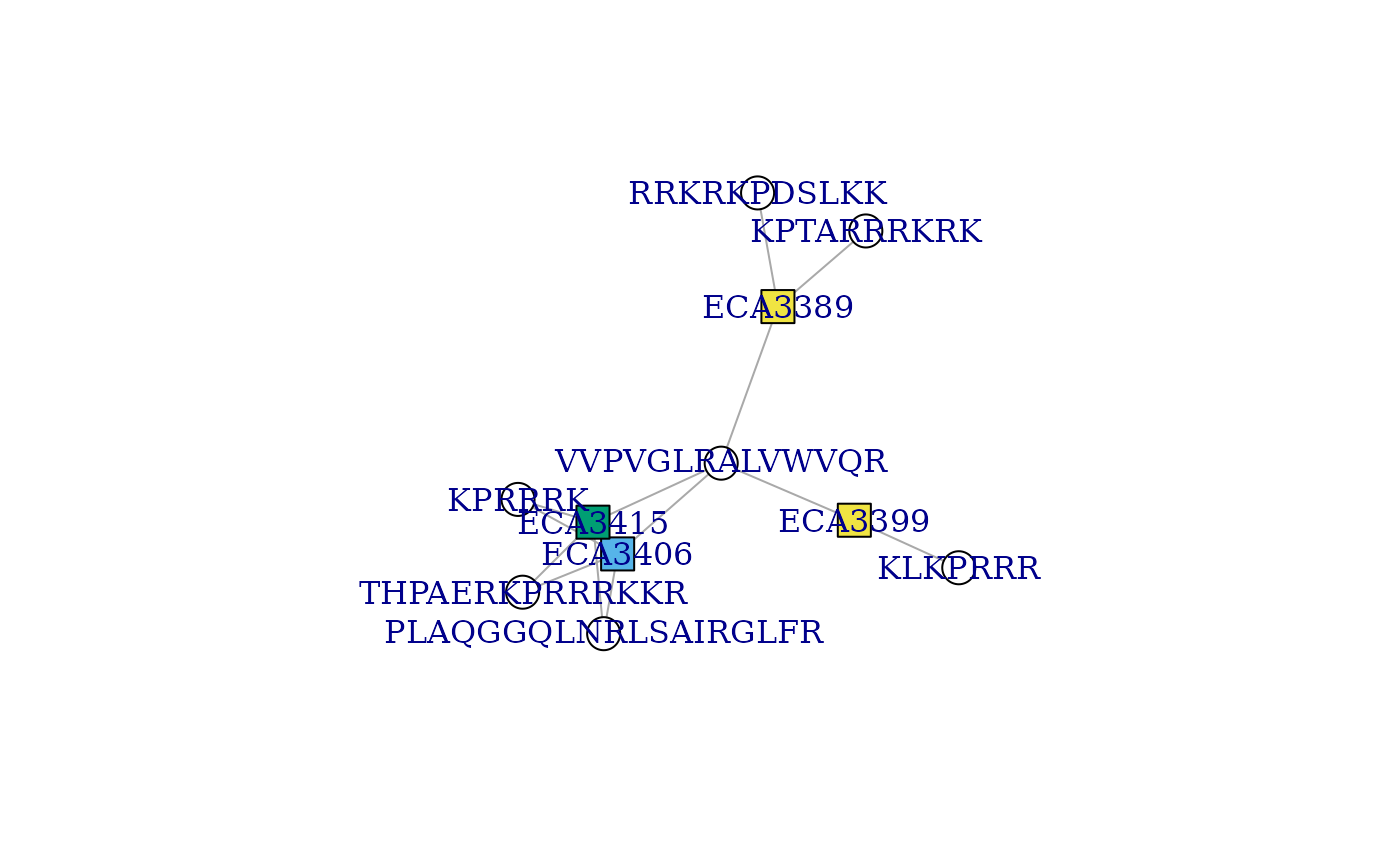 RRKRKPDSLKK
KPTARRRKRK
ECA3389
VVPVGLRALVWVQR
KPRRRK
ECA3415
ECA3399
ECA3406
KLKPRRR
THPAERKPRRRKKR
PLAQGGQLNRLSAIRGLFR